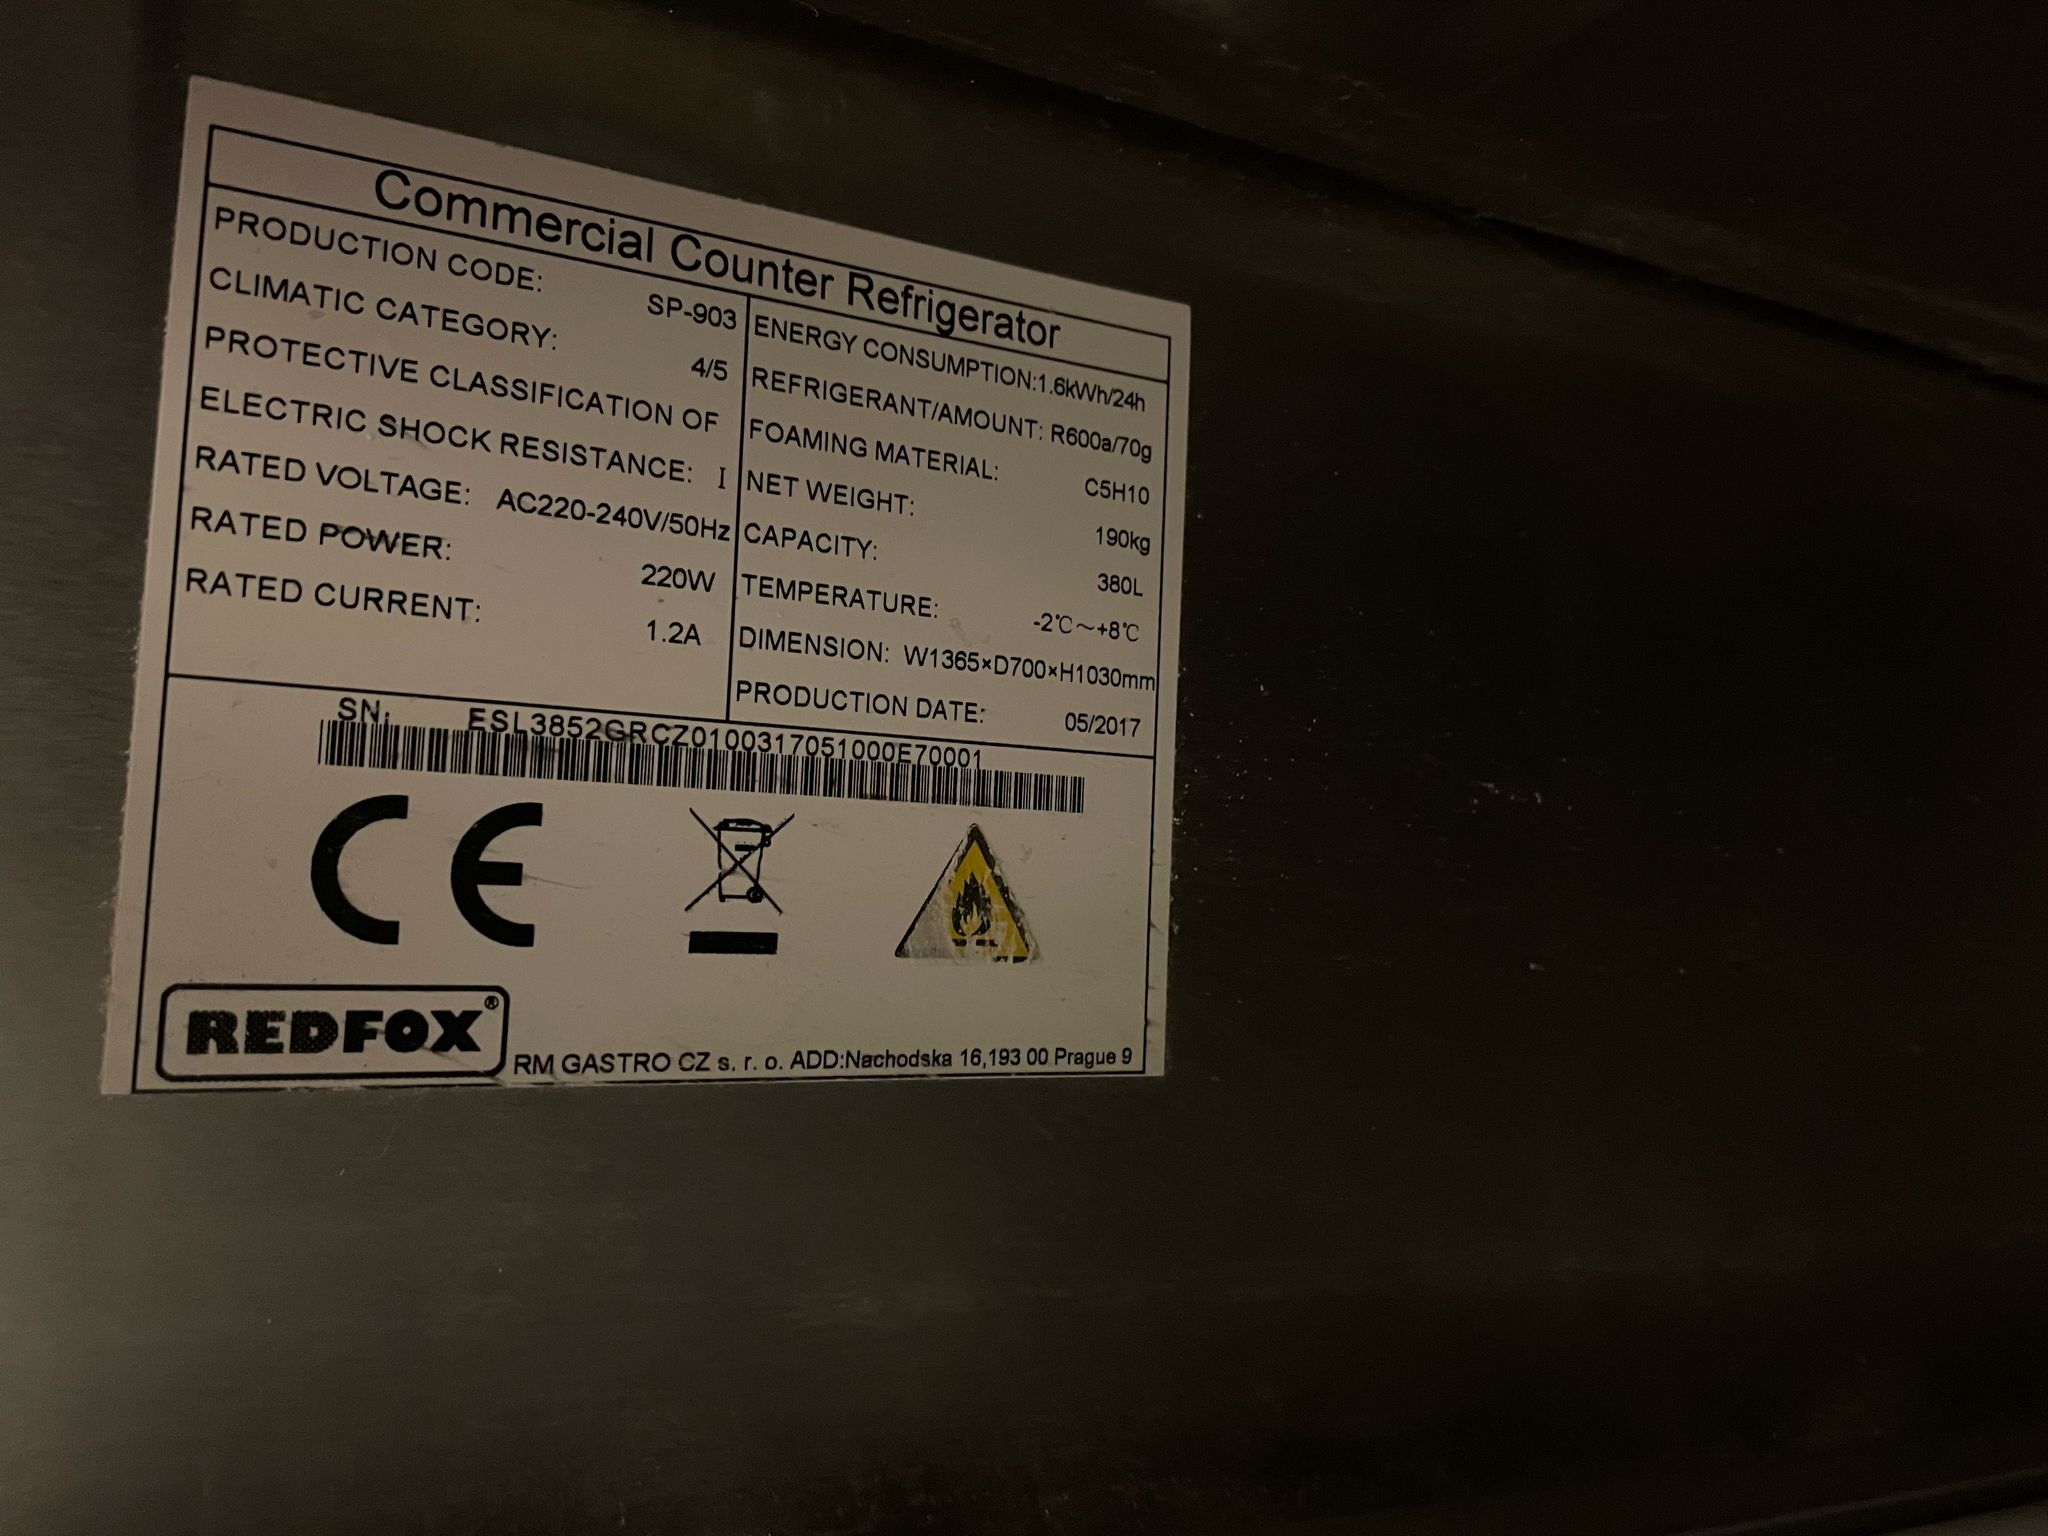 Commercial Counter Refrigerator
PRODUCTION CODE: SP-903
CLIMATIC CATEGORY: 4/5
PROTECTIVE CLASSIFICATION OF
ELECTRIC SHOCK RESISTANCE: I
RATED VOLTAGE: AC220-240V/50Hz
RATED POWER: 220W
RATED CURRENT: 1.2A
ENERGY CONSUMPTION:1.6kWh/24h
REFRIGERANT/AMOUNT: R600a/70g
FOAMING MATERIAL: C5H10
NET WEIGHT: 190kg
CAPACITY: 380L
TEMPERATURE: -2℃～+8℃
DIMENSION: W1365×D700×H1030mm
PRODUCTION DATE: 05/2017
SN: ESL3852GRCZ0100317051000E70001
CE
REDFOX®
RM GASTRO CZ s. r. o. ADD:Nachodska 16,193 00 Prague 9